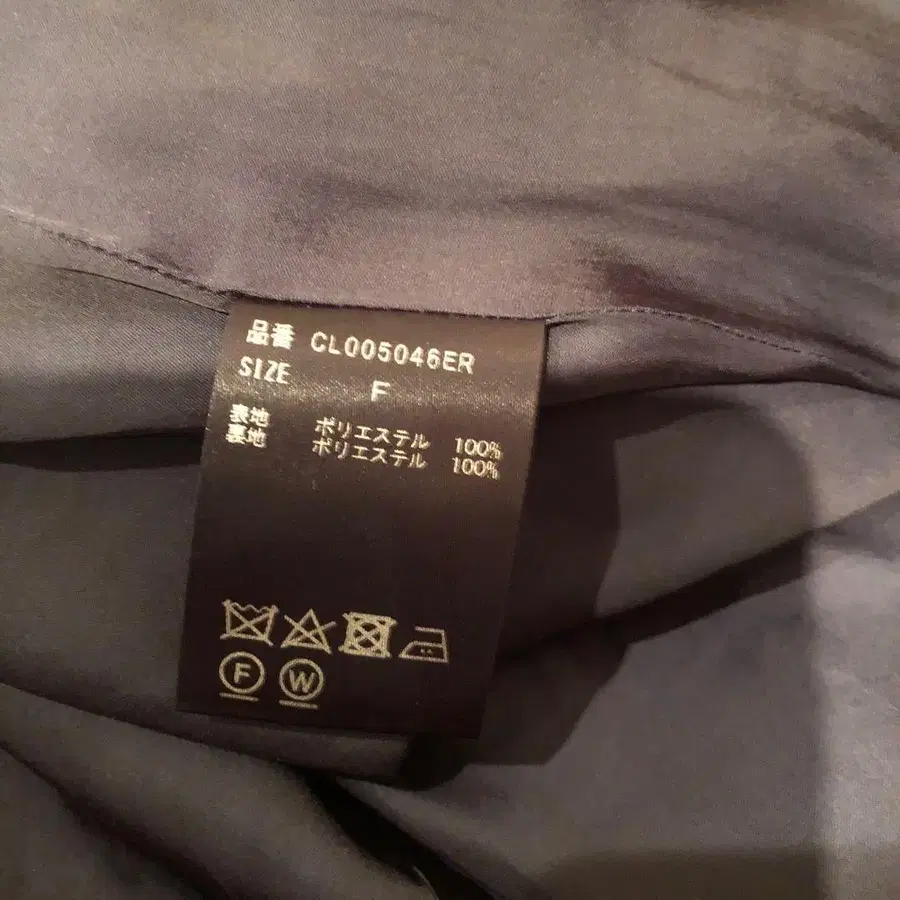 品番 CL005046ER
SIZE F
表地 ポリエステル 100%
裏地 ポリエステル 100%
F W